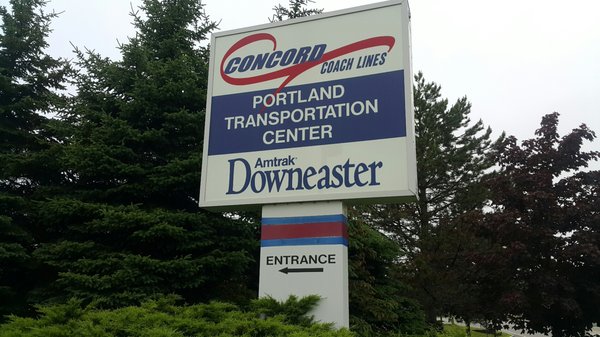 CONCORD
COACH LINES
PORTLAND
TRANSPORTATION
CENTER
Amtrak
Downeaster
ENTRANCE